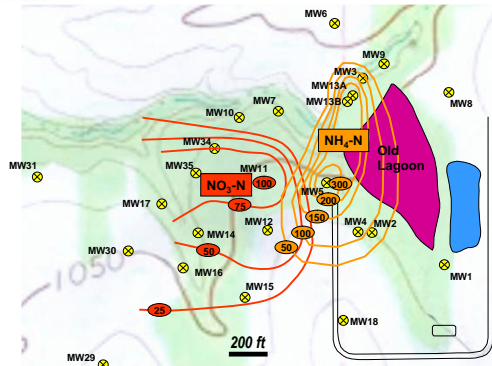 MW6
MW9
MW3
MW13A
MW13B
MW8
MW7
MW10
NH₄-N
MW34
Old
Lagoon
MW31
MW35
MW11
NO₃-N
100
MW5
300
200
MW17
75
150
MW14
MW12
100
MW4
MW2
MW30
50
50
MW16
MW1
1050
MW15
25
MW18
200 ft
MW29